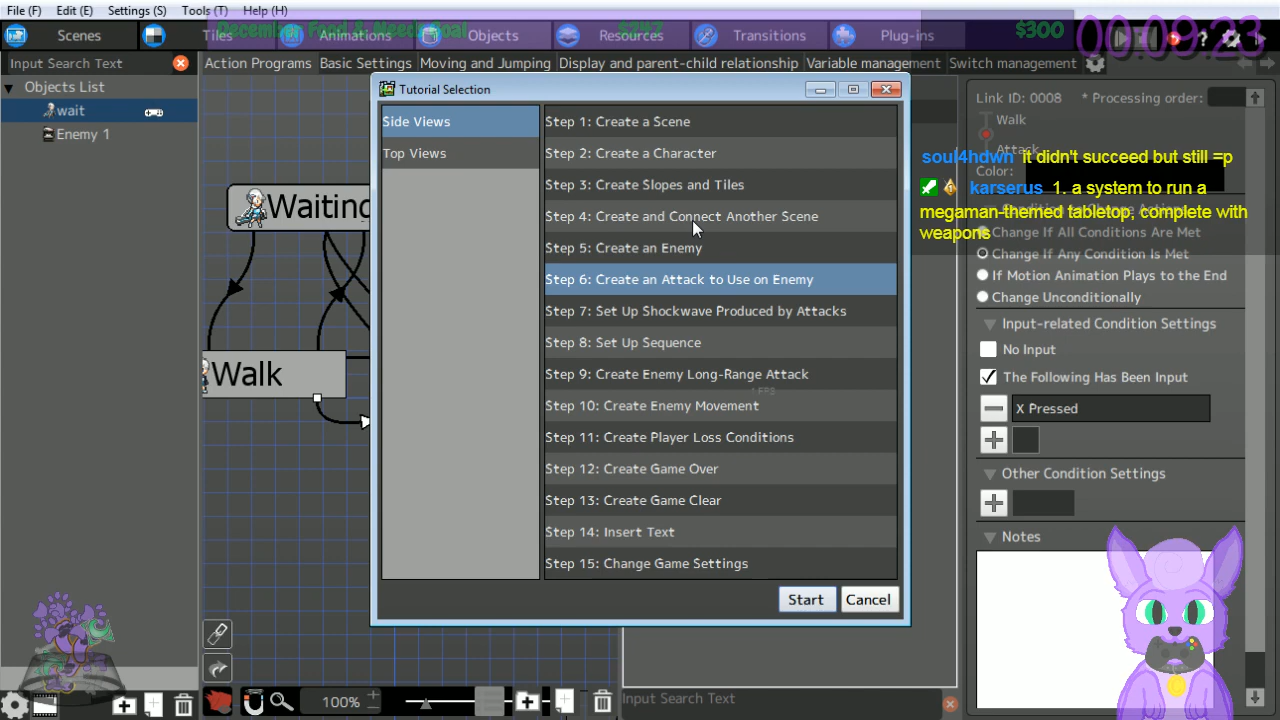 File (F)
Edit (E)
Settings (S)
Tools (T)
Help (H)
December Food & Needs Goal
$300
00:09:23
Scenes
Tiles
Animations
Objects
Resources
Transitions
Plug-ins
Input Search Text
Action Programs
Basic Settings
Moving and Jumping
Display and parent-child relationship
Variable management
Switch management
Objects List
wait
Enemy 1
Waiting
Walk
Tutorial Selection
Side Views
Top Views
Step 1: Create a Scene
Step 2: Create a Character
Step 3: Create Slopes and Tiles
Step 4: Create and Connect Another Scene
Step 5: Create an Enemy
Step 6: Create an Attack to Use on Enemy
Step 7: Set Up Shockwave Produced by Attacks
Step 8: Set Up Sequence
Step 9: Create Enemy Long-Range Attack
Step 10: Create Enemy Movement
Step 11: Create Player Loss Conditions
Step 12: Create Game Over
Step 13: Create Game Clear
Step 14: Insert Text
Step 15: Change Game Settings
Start
Cancel
Link ID: 0008
* Processing order:
Walk
Attack
Color:
soul4hdwn it didn't succeed but still =p
karserus 1. a system to run a
megaman-themed tabletop, complete with
weapons
Change If All Conditions Are Met
Change If Any Condition Is Met
If Motion Animation Plays to the End
Change Unconditionally
Input-related Condition Settings
No Input
The Following Has Been Input
X Pressed
Other Condition Settings
Notes
100%
Input Search Text